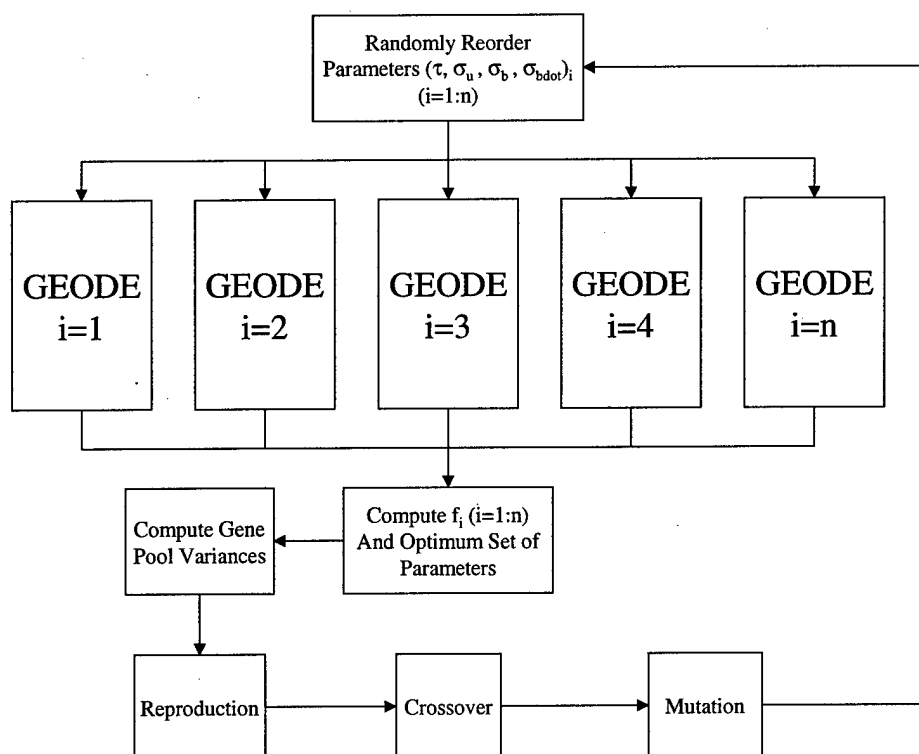 Randomly Reorder
Parameters (τ, σu , σb , σbdot)i
(i=1:n)
GEODE
i=1
GEODE
i=2
GEODE
i=3
GEODE
i=4
GEODE
i=n
Compute Gene
Pool Variances
Compute fi (i=1:n)
And Optimum Set of
Parameters
Reproduction
Crossover
Mutation